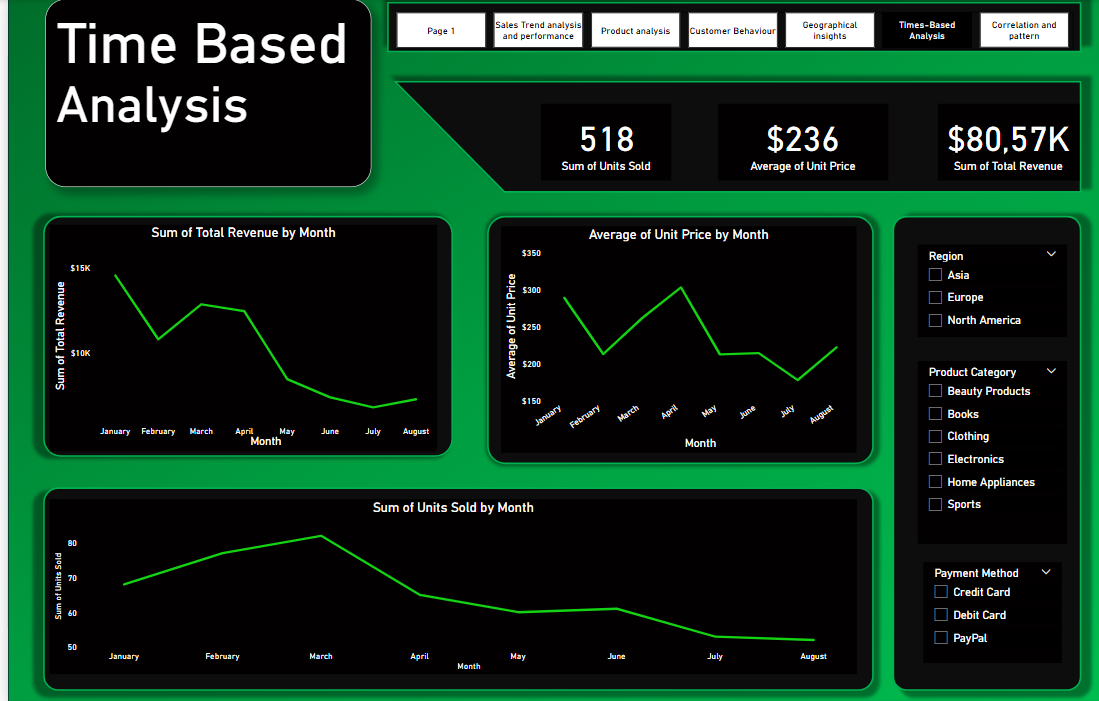 Time Based
Analysis
Page 1
Sales Trend analysis
and performance
Product analysis
Customer Behaviour
Geographical
insights
Times-Based
Analysis
Correlation and
pattern
518
Sum of Units Sold
$236
Average of Unit Price
$80,57K
Sum of Total Revenue
Sum of Total Revenue by Month
Sum of Total Revenue
$15K
$10K
January February March April May June July August
Month
Average of Unit Price by Month
Average of Unit Price
$350
$300
$250
$200
$150
January February March April May June July August
Month
Region
Asia
Europe
North America
Product Category
Beauty Products
Books
Clothing
Electronics
Home Appliances
Sports
Payment Method
Credit Card
Debit Card
PayPal
Sum of Units Sold by Month
Sum of Units Sold
80
70
60
50
January February March April May June July August
Month